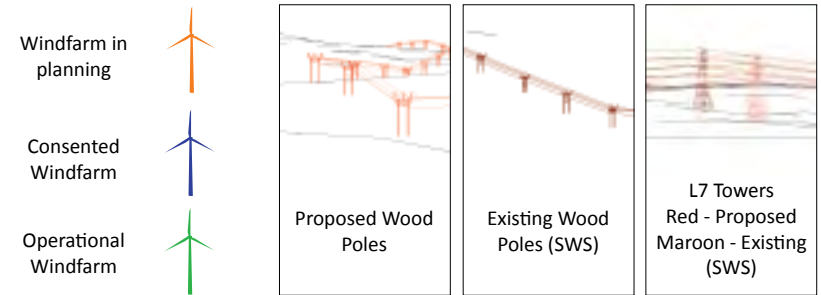 Windfarm in
planning
Consented
Windfarm
Operational
Windfarm
Proposed Wood
Poles
Existing Wood
Poles (SWS)
L7 Towers
Red - Proposed
Maroon - Existing
(SWS)